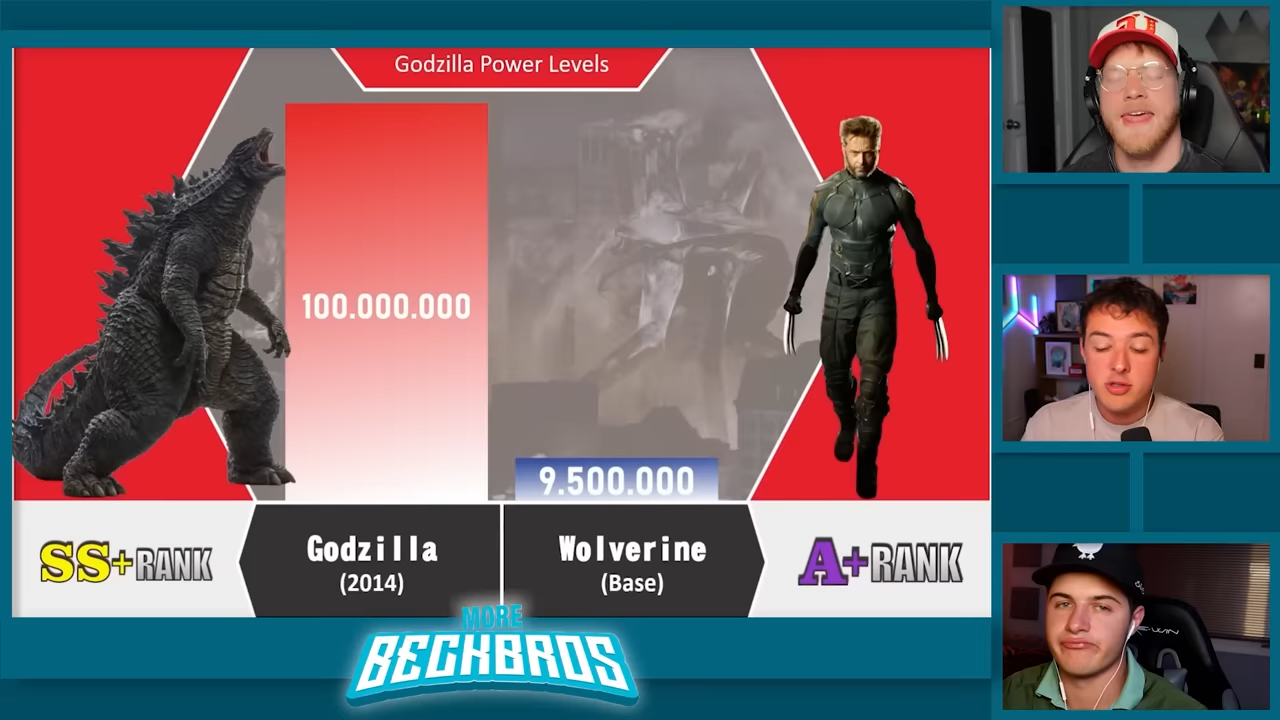 Godzilla Power Levels
100.000.000
9.500.000
SS+RANK
Godzilla
(2014)
Wolverine
(Base)
A+RANK
MORE
BECKBROS